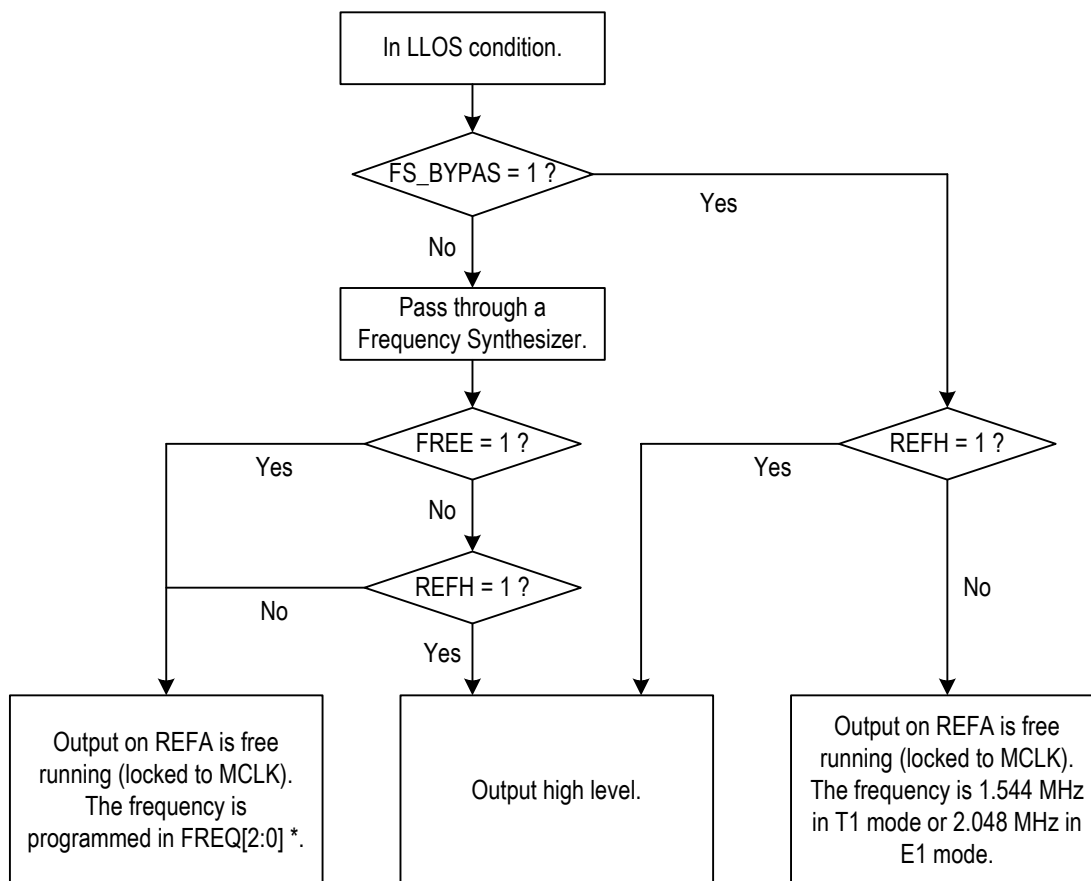 In LLOS condition.
FS_BYPAS = 1 ?
Yes
No
Pass through a
Frequency Synthesizer.
FREE = 1 ?
REFH = 1 ?
Yes
Yes
No
REFH = 1 ?
No
No
Yes
Output on REFA is free
running (locked to MCLK).
The frequency is
programmed in FREQ[2:0] *.
Output high level.
Output on REFA is free
running (locked to MCLK).
The frequency is 1.544 MHz
in T1 mode or 2.048 MHz in
E1 mode.